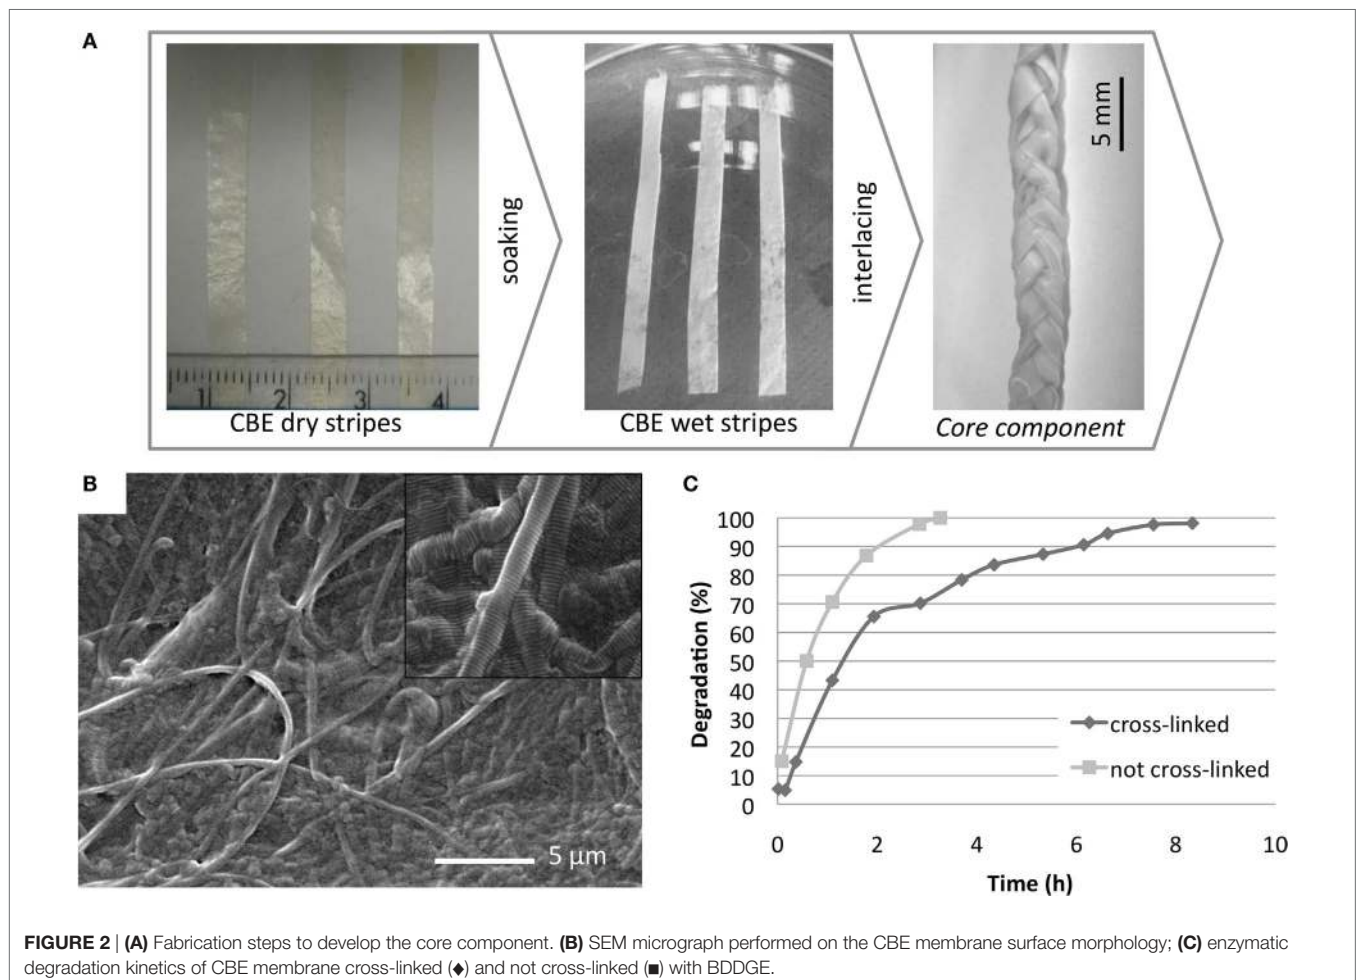 A
soaking
interlacing
5 mm
1 2 3 4
CBE dry stripes
CBE wet stripes
Core component
B
5 µm
C
100
90
80
70
60
50
40
30
20
10
0
Degradation (%)
cross-linked
not cross-linked
0 2 4 6 8 10
Time (h)
FIGURE 2 | (A) Fabrication steps to develop the core component. (B) SEM micrograph performed on the CBE membrane surface morphology; (C) enzymatic
degradation kinetics of CBE membrane cross-linked (♦) and not cross-linked (■) with BDDGE.